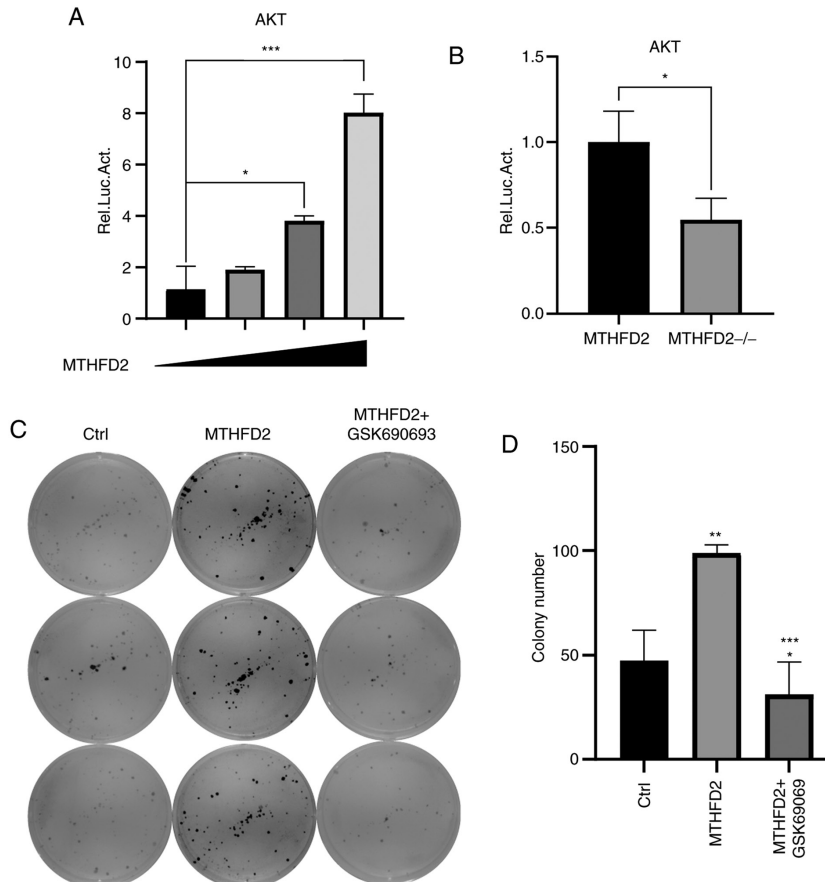 A
AKT
***
*
Rel.Luc.Act.
10
8
6
4
2
0
MTHFD2
B
AKT
*
Rel.Luc.Act.
1.5
1.0
0.5
0.0
MTHFD2
MTHFD2–/–
C
Ctrl
MTHFD2
MTHFD2+
GSK690693
D
Colony number
150
100
50
0
**
***
*
Ctrl
MTHFD2
MTHFD2+
GSK69069